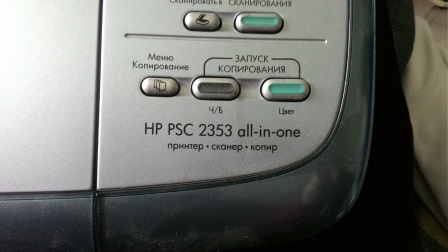 Сканировать в
СКАНИРОВАНИЯ
Меню
Копирование
ЗАПУСК
КОПИРОВАНИЯ
Ч/Б
Цвет
HP PSC 2353 all-in-one
принтер • сканер • копир